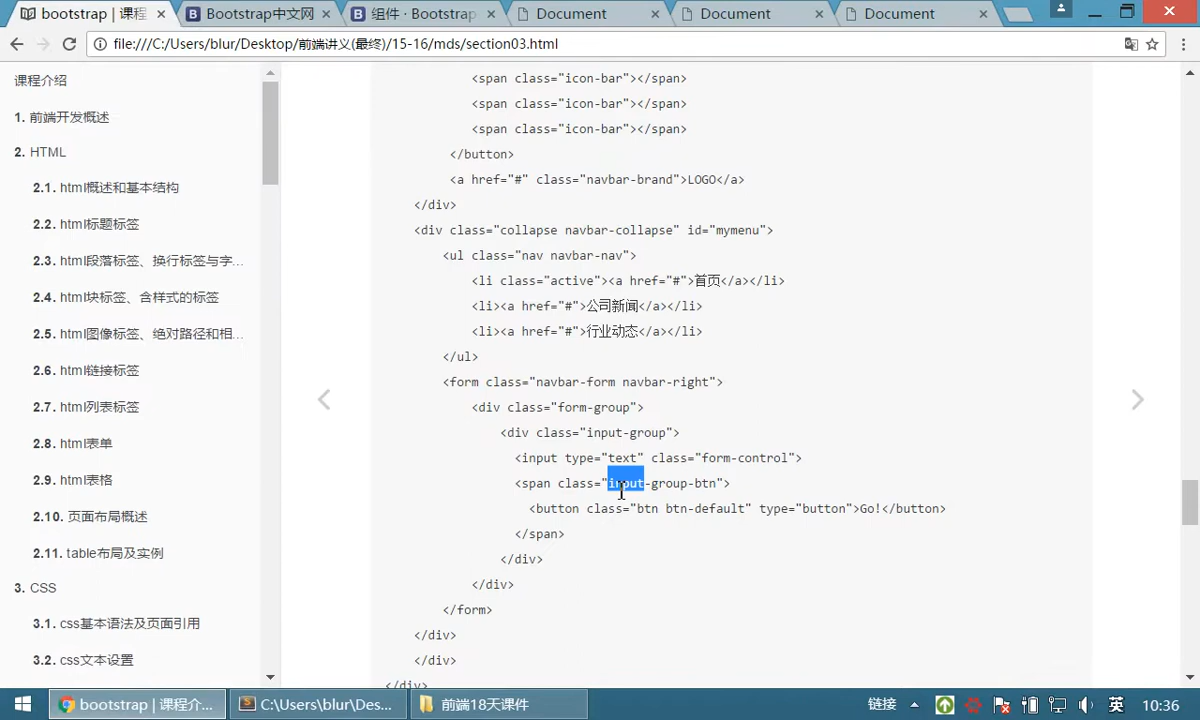 bootstrap | 课程
Bootstrap中文网
组件 · Bootstrap
Document
Document
Document
file:///C:/Users/blur/Desktop/前端讲义(最终)/15-16/mds/section03.html
课程介绍
1. 前端开发概述
2. HTML
2.1. html概述和基本结构
2.2. html标题标签
2.3. html段落标签、换行标签与字...
2.4. html块标签、含样式的标签
2.5. html图像标签、绝对路径和相...
2.6. html链接标签
2.7. html列表标签
2.8. html表单
2.9. html表格
2.10. 页面布局概述
2.11. table布局及实例
3. CSS
3.1. css基本语法及页面引用
3.2. css文本设置
<span class="icon-bar"></span>
<span class="icon-bar"></span>
<span class="icon-bar"></span>
</button>
<a href="#" class="navbar-brand">LOGO</a>
</div>
<div class="collapse navbar-collapse" id="mymenu">
<ul class="nav navbar-nav">
<li class="active"><a href="#">首页</a></li>
<li><a href="#">公司新闻</a></li>
<li><a href="#">行业动态</a></li>
</ul>
<form class="navbar-form navbar-right">
<div class="form-group">
<div class="input-group">
<input type="text" class="form-control">
<span class="input-group-btn">
<button class="btn btn-default" type="button">Go!</button>
</span>
</div>
</div>
</form>
</div>
</div>
</div>
bootstrap | 课程介...
C:\Users\blur\Des...
前端18天课件
链接
英
10:36